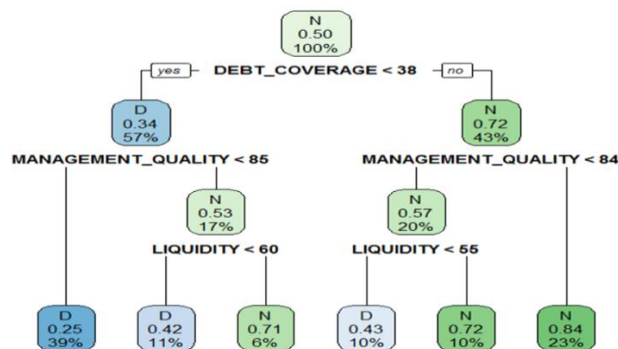 N
0.50
100%
yes DEBT_COVERAGE < 38 no
D
0.34
57%
N
0.72
43%
MANAGEMENT_QUALITY < 85
MANAGEMENT_QUALITY < 84
N
0.53
17%
N
0.57
20%
LIQUIDITY < 60
LIQUIDITY < 55
D
0.25
39%
D
0.42
11%
N
0.71
6%
D
0.43
10%
N
0.72
10%
N
0.84
23%